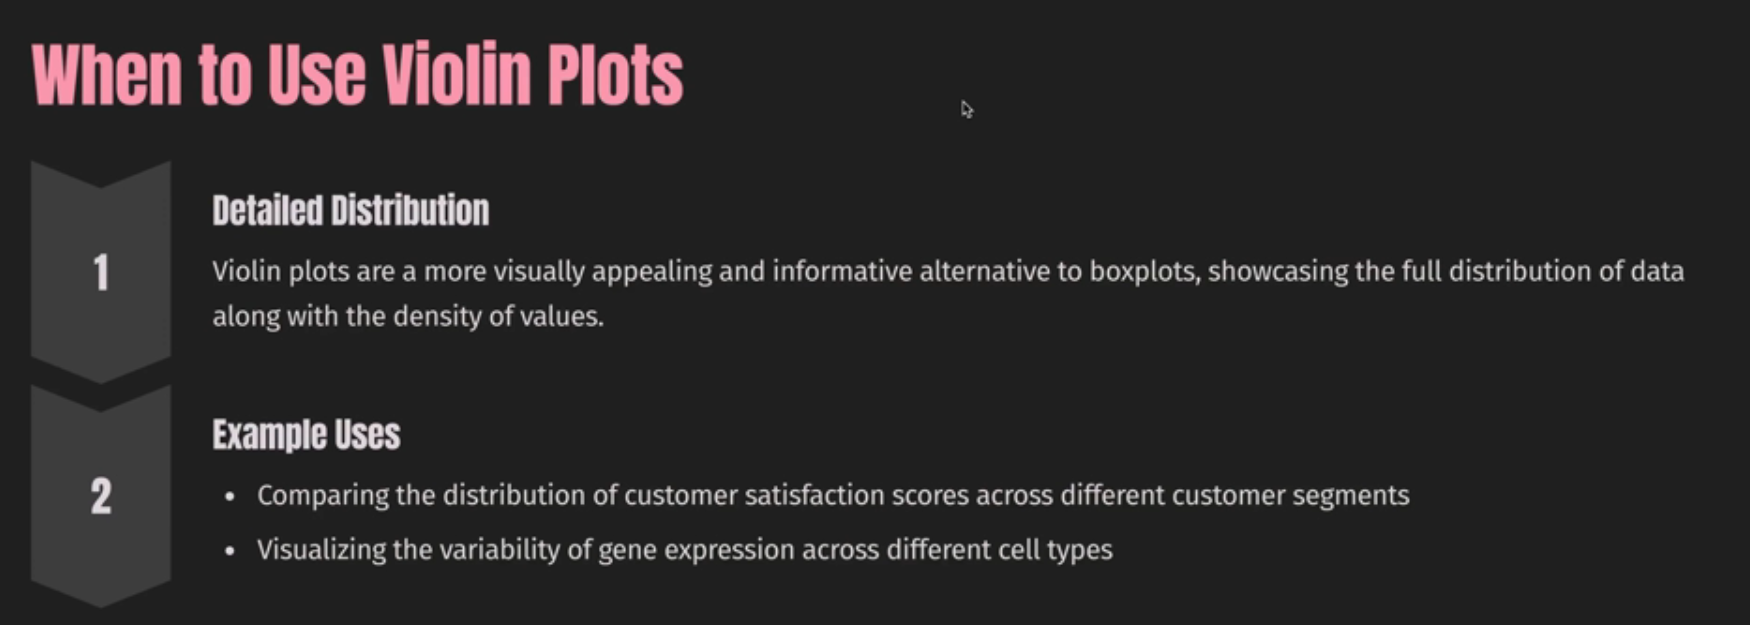 When to Use Violin Plots
1
Detailed Distribution
Violin plots are a more visually appealing and informative alternative to boxplots, showcasing the full distribution of data
along with the density of values.
2
Example Uses
• Comparing the distribution of customer satisfaction scores across different customer segments
• Visualizing the variability of gene expression across different cell types